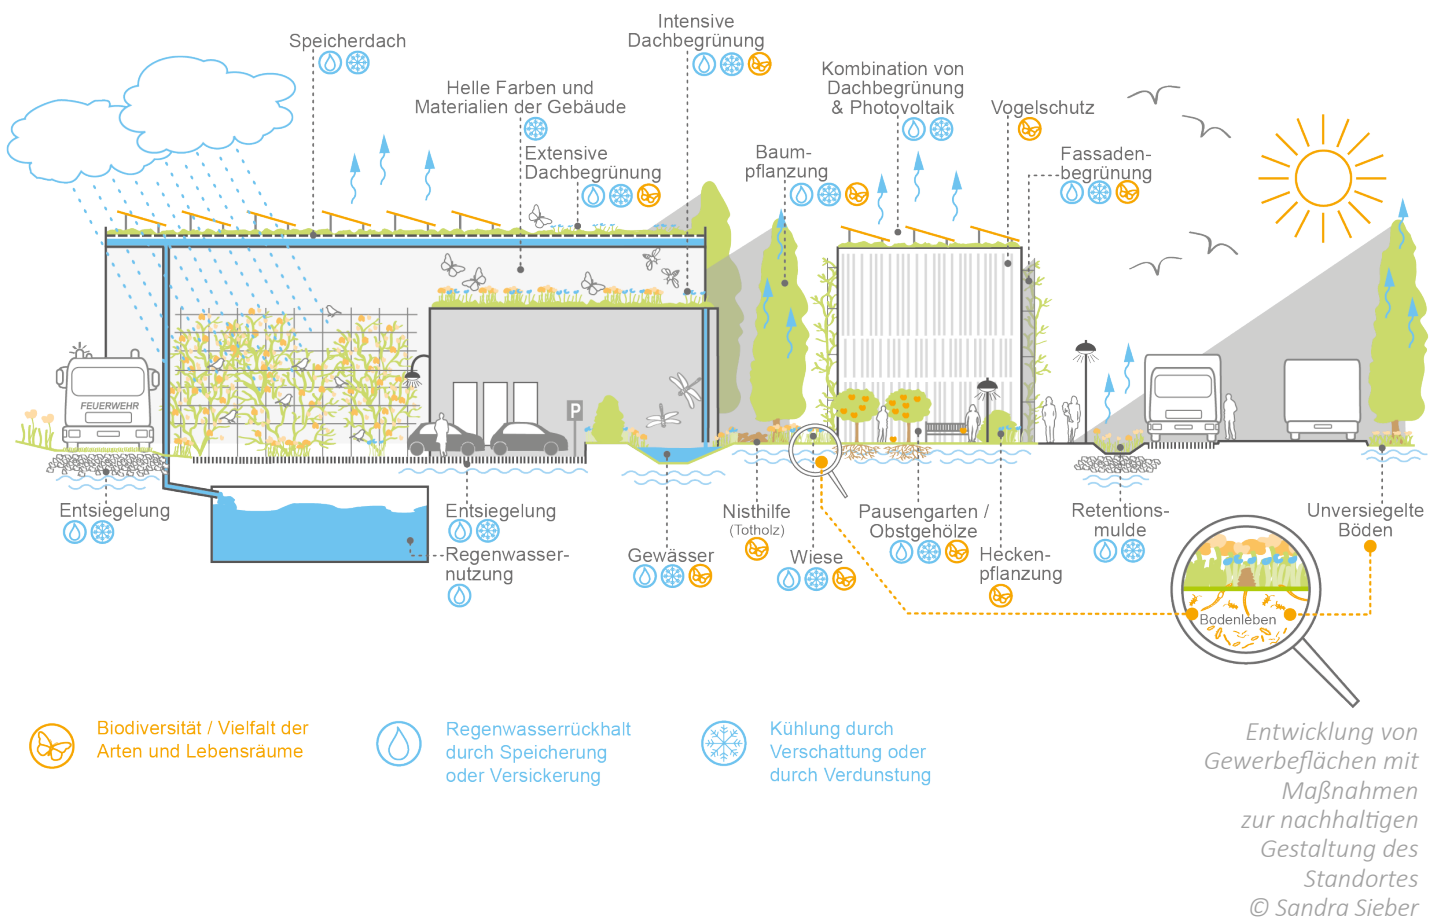 Speicherdach
Intensive
Dachbegrünung
Helle Farben und
Materialien der Gebäude
Extensive
Dachbegrünung
Baum-
pflanzung
Kombination von
Dachbegrünung
& Photovoltaik
Vogelschutz
Fassaden-
begrünung
FEUERWEHR
P
Entsiegelung
Entsiegelung
Regenwasser-
nutzung
Gewässer
Nisthilfe
(Totholz)
Wiese
Pausengarten /
Obstgehölze
Hecken-
pflanzung
Retentions-
mulde
Unversiegelte
Böden
Bodenleben
Biodiversität / Vielfalt der
Arten und Lebensräume
Regenwasserrückhalt
durch Speicherung
oder Versickerung
Kühlung durch
Verschattung oder
durch Verdunstung
Entwicklung von
Gewerbeflächen mit
Maßnahmen
zur nachhaltigen
Gestaltung des
Standortes
© Sandra Sieber